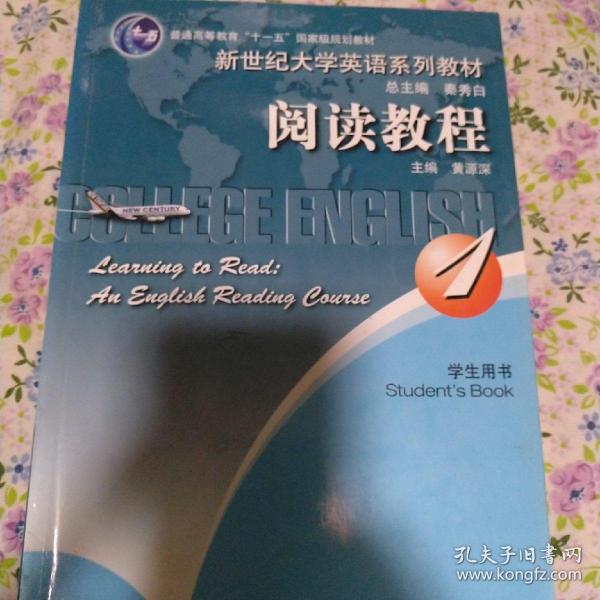 十一五
普通高等教育"十一五"国家级规划教材
新世纪大学英语系列教材
总主编 秦秀白
阅读教程
主编 黄源深
NEW CENTURY
COLLEGE ENGLISH
Learning to Read:
An English Reading Course
1
学生用书
Student's Book
孔夫子旧书网
www.kongfz.com